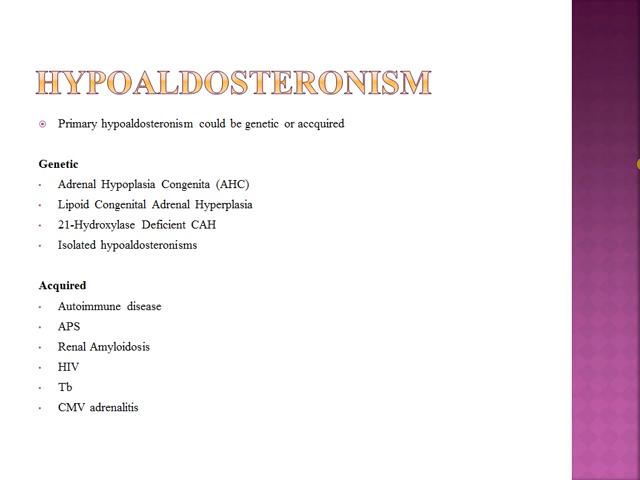 HYPOALDOSTERONISM
Primary hypoaldosteronism could be genetic or accquired
Genetic
Adrenal Hypoplasia Congenita (AHC)
Lipoid Congenital Adrenal Hyperplasia
21-Hydroxylase Deficient CAH
Isolated hypoaldosteronisms
Acquired
Autoimmune disease
APS
Renal Amyloidosis
HIV
Tb
CMV adrenalitis